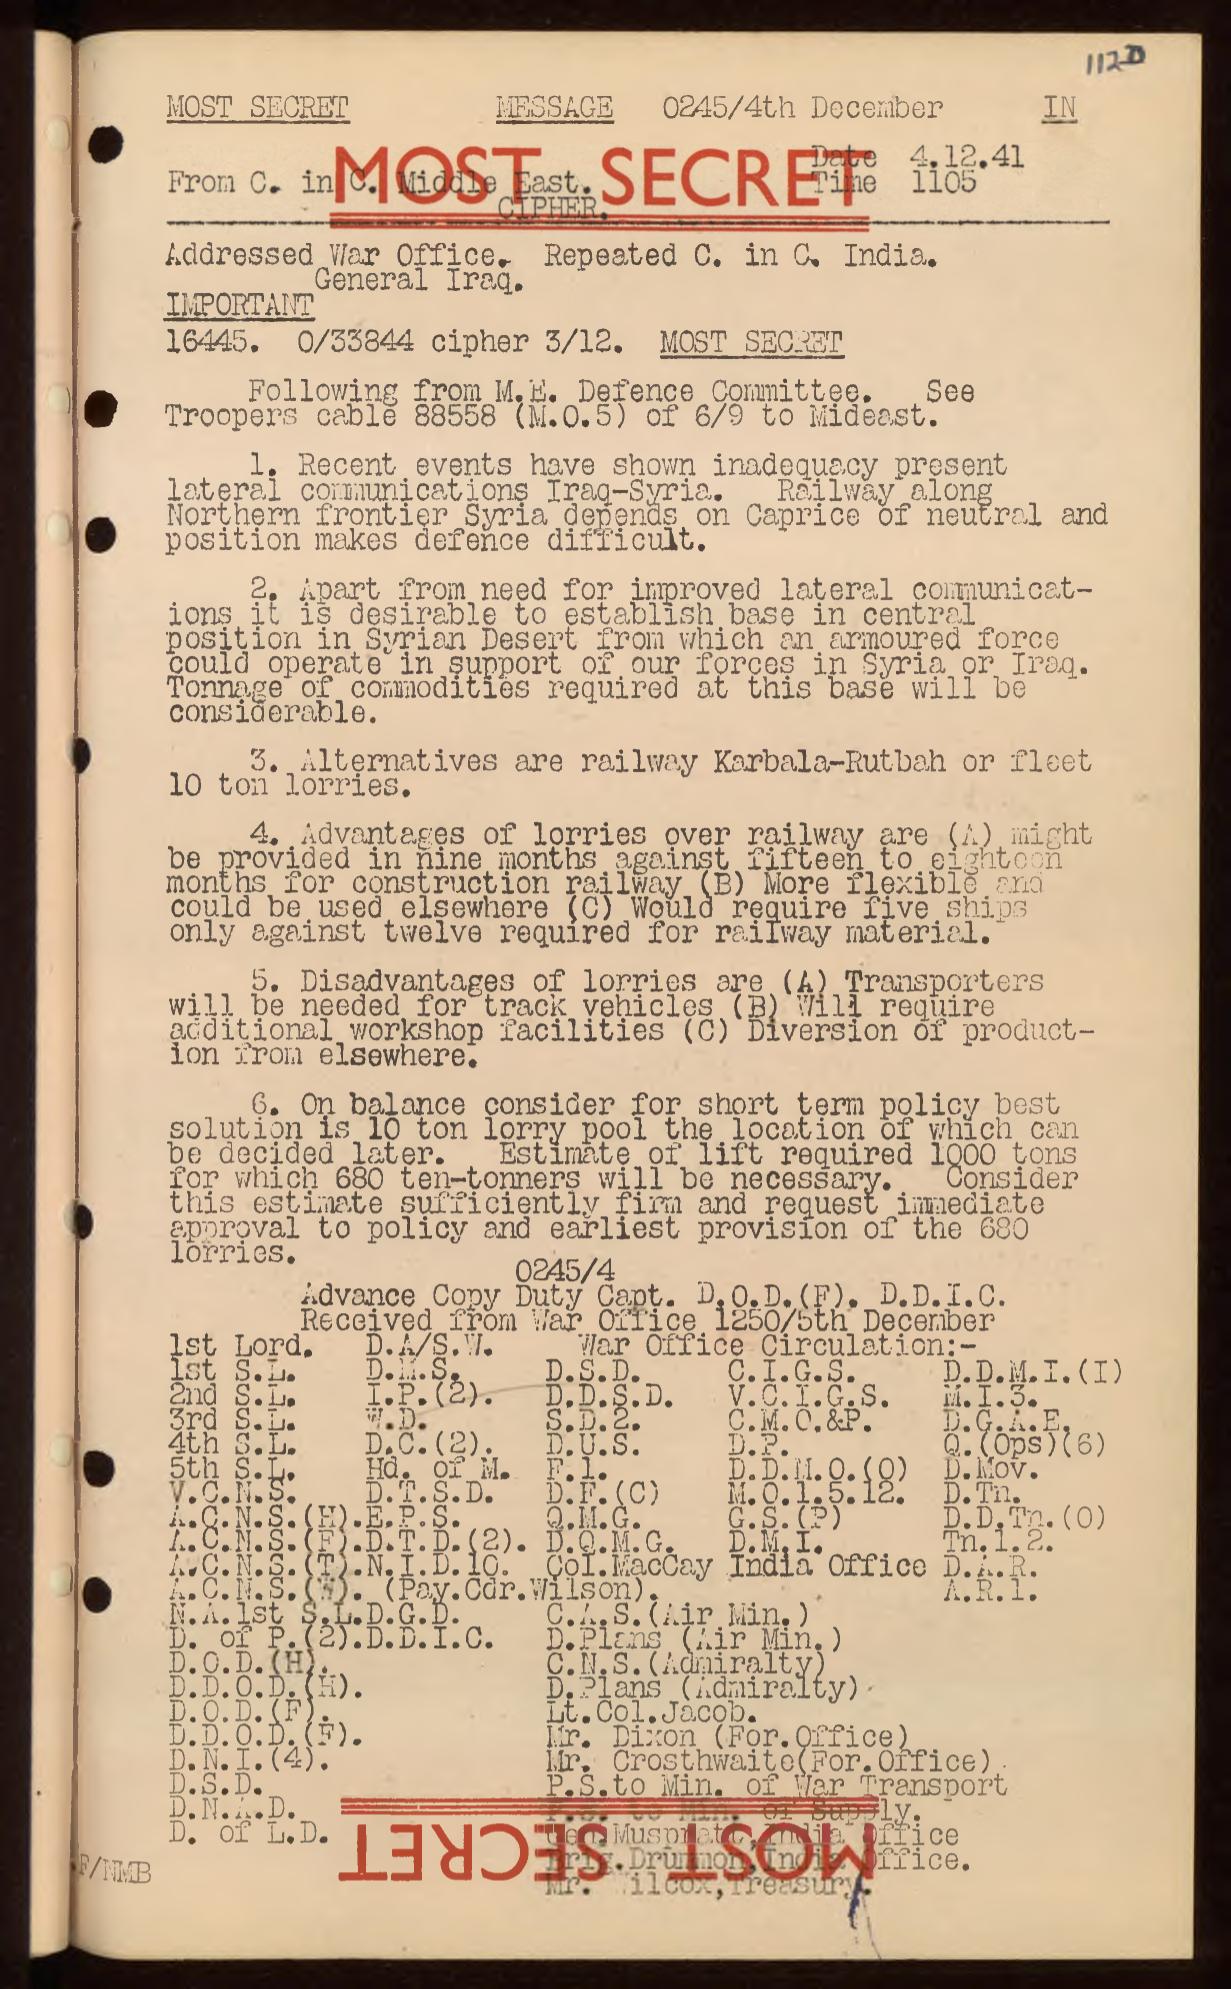 112D
MOST SECRET MESSAGE 0245/4th December IN
MOST SECRET
Date 4.12.41
From C. in C. Middle East. Time 1105
CIPHER.
Addressed War Office. Repeated C. in C. India.
General Iraq.
IMPORTANT
16445. 0/33844 cipher 3/12. MOST SECRET
Following from M.E. Defence Committee. See
Troopers cable 88558 (M.O.5) of 6/9 to Mideast.
1. Recent events have shown inadequacy present
lateral communications Iraq-Syria. Railway along
Northern frontier Syria depends on Caprice of neutral and
position makes defence difficult.
2. Apart from need for improved lateral communicat-
ions it is desirable to establish base in central
position in Syrian Desert from which an armoured force
could operate in support of our forces in Syria or Iraq.
Tonnage of commodities required at this base will be
considerable.
3. Alternatives are railway Karbala-Rutbah or fleet
10 ton lorries.
4. Advantages of lorries over railway are (A) might
be provided in nine months against fifteen to eighteen
months for construction railway (B) More flexible and
could be used elsewhere (C) Would require five ships
only against twelve required for railway material.
5. Disadvantages of lorries are (A) Transporters
will be needed for track vehicles (B) Will require
additional workshop facilities (C) Diversion of product-
ion from elsewhere.
6. On balance consider for short term policy best
solution is 10 ton lorry pool the location of which can
be decided later. Estimate of lift required 1000 tons
for which 680 ten-tonners will be necessary. Consider
this estimate sufficiently firm and request immediate
approval to policy and earliest provision of the 680
lorries.
0245/4
Advance Copy Duty Capt. D.O.D.(F). D.D.I.C.
Received from War Office 1250/5th December
1st Lord. D.A/S.W. War Office Circulation:-
1st S.L. D.M.S. D.S.D. C.I.G.S. D.D.M.I.(I)
2nd S.L. I.P.(2). D.D.S.D. V.C.I.G.S. M.I.3.
3rd S.L. W.D. S.D.2. C.M.O.&P. D.G.A.E.
4th S.L. D.C.(2). D.U.S. D.P. Q.(Ops)(6)
5th S.L. Hd. of M. F.1. D.D.M.O.(O) D.Mov.
V.C.N.S. D.T.S.D. D.F.(C) M.O.1.5.12. D.Tn.
A.C.N.S.(H).E.P.S. Q.M.G. G.S.(P) D.D.Tn.(O)
A.C.N.S.(F).D.T.D.(2). D.Q.M.G. D.M.I. Tn.1.2.
A.C.N.S.(T).N.I.D.10. Col.MacCay India Office D.A.R.
A.C.N.S.(W). (Pay.Cdr.Wilson). A.R.1.
N.A.1st S.L.D.G.D. C.A.S.(Air Min.)
D. of P.(2).D.D.I.C. D.Plans (Air Min.)
D.O.D.(H). C.N.S.(Admiralty)
D.D.O.D.(H). D.Plans (Admiralty)
D.O.D.(F). Lt.Col.Jacob.
D.D.O.D.(F). Mr. Dixon (For.Office)
D.N.I.(4). Mr. Crosthwaite(For.Office)
D.S.D. P.S.to Min. of War Transport
D.N.A.D. P.S. to Min. of Supply.
D. of L.D. Gen.Muspratt,India Office
Brig.Drummon,India Office.
F/NMB Mr. Wilcox,Treasury.
MOST SECRET